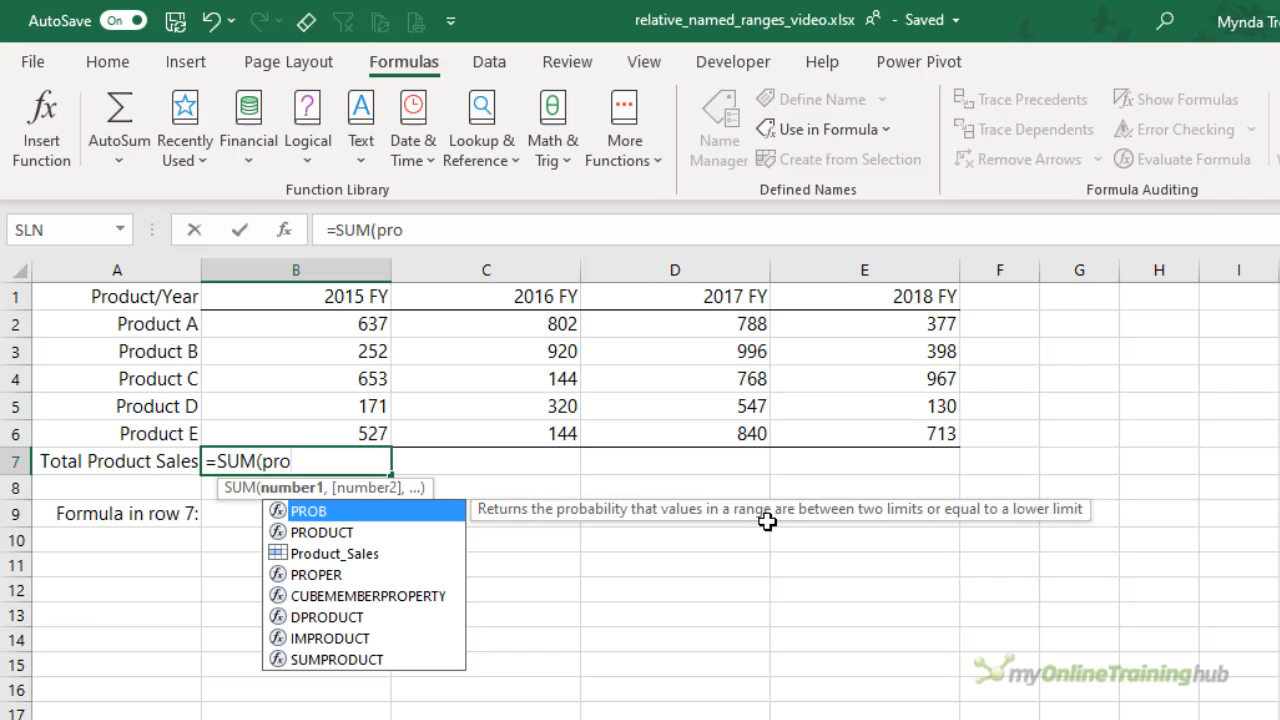 AutoSave On relative_named_ranges_video.xlsx - Saved Mynda Tre
File Home Insert Page Layout Formulas Data Review View Developer Help Power Pivot
fx Σ ? A θ
Insert Function
AutoSum
Recently Used
Financial
Logical
Text
Date & Time
Lookup & Reference
Math & Trig
More Functions
Function Library
Name Manager
Define Name
Use in Formula
Create from Selection
Defined Names
Trace Precedents
Trace Dependents
Remove Arrows
Show Formulas
Error Checking
Evaluate Formula
Formula Auditing
SLN fx =SUM(pro
A B C D E F G H I
1 Product/Year 2015 FY 2016 FY 2017 FY 2018 FY
2 Product A 637 802 788 377
3 Product B 252 920 996 398
4 Product C 653 144 768 967
5 Product D 171 320 547 130
6 Product E 527 144 840 713
7 Total Product Sales =SUM(pro
8 SUM(number1, [number2], ...)
PROB Returns the probability that values in a range are between two limits or equal to a lower limit
9 Formula in row 7:
PRODUCT
10 Product_Sales
11 PROPER
12 CUBEMEMBERPROPERTY
13 DPRODUCT
14 IMPRODUCT
15 SUMPRODUCT
myOnlineTraininghub
16
17